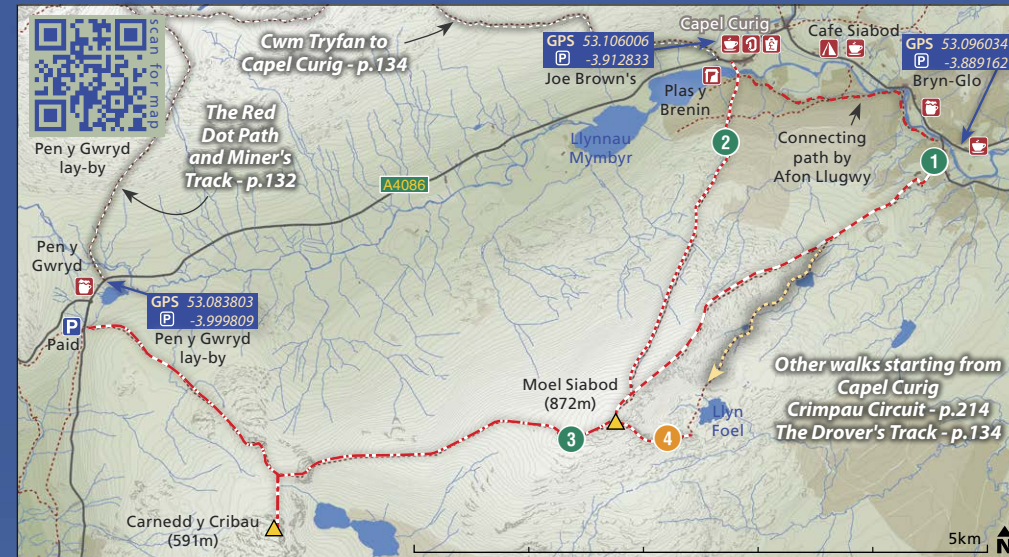 scan for map
Pen y Gwryd
lay-by
Cwm Tryfan to
Capel Curig - p.134
The Red
Dot Path
and Miner's
Track - p.132
GPS 53.106006
P -3.912833
Joe Brown's
Capel Curig
Cafe Siabod
GPS 53.096034
P -3.889162
Bryn-Glo
Plas y
Brenin
Llynnau
Mymbyr
Connecting
path by
Afon Llugwy
2
1
A4086
Pen y
Gwryd
GPS 53.083803
P -3.999809
Pen y Gwryd
lay-by
P
Paid
Moel Siabod
(872m)
Llyn
Foel
Other walks starting from
Capel Curig
Crimpau Circuit - p.214
The Drover's Track - p.134
3
4
Carnedd y Cribau
(591m)
5km
N